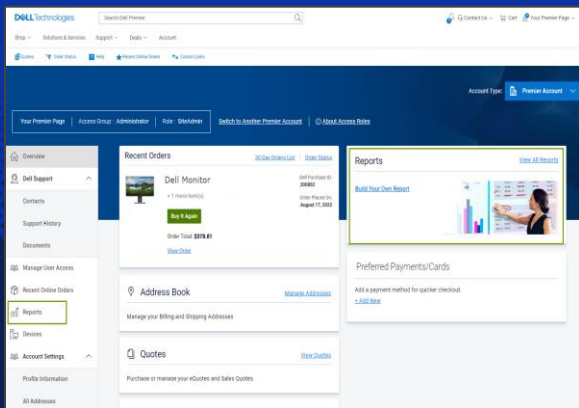 DELLTechnologies
Search Dell Premier
Contact Us
Cart
Your Premier Page
Shop
Solutions & Services
Support
Deals
Account
Quotes
Order Status
Help
Recent Online Orders
Custom Links
Account Type:
Premier Account
Your Premier Page
Access Group : Administrator
Role : SiteAdmin
Switch to Another Premier Account
About Access Roles
Overview
Dell Support
Contacts
Support History
Documents
Manage User Access
Recent Online Orders
Reports
Devices
Account Settings
Profile Information
All Addresses
Recent Orders
30-Day Orders List
Order Status
Dell Monitor
+ 1 more item(s)
Buy It Again
Order Total: $378.81
View Order
Dell Purchase ID:
Order Placed On:
August 17, 2022
Address Book
Manage Addresses
Manage your Billing and Shipping Addresses
Quotes
View Quotes
Purchase or manage your eQuotes and Sales Quotes.
Reports
View All Reports
Build Your Own Report
Preferred Payments/Cards
Add a payment method for quicker checkout.
+ Add New